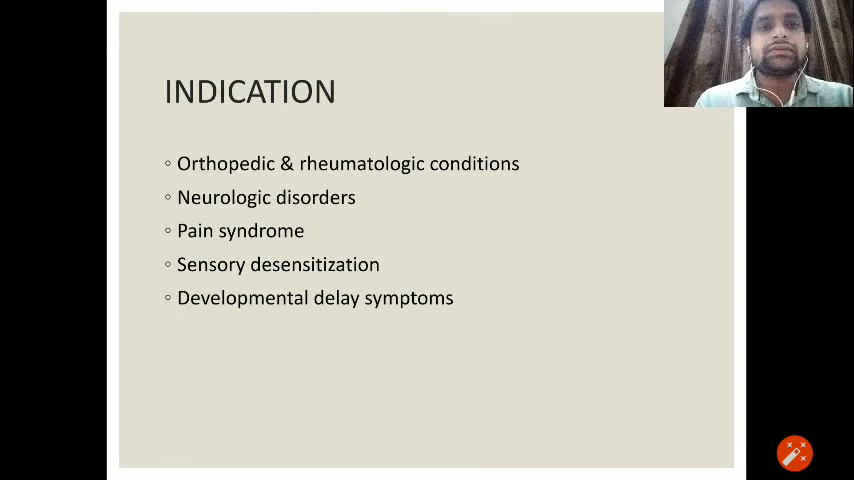 INDICATION
◦ Orthopedic & rheumatologic conditions
◦ Neurologic disorders
◦ Pain syndrome
◦ Sensory desensitization
◦ Developmental delay symptoms